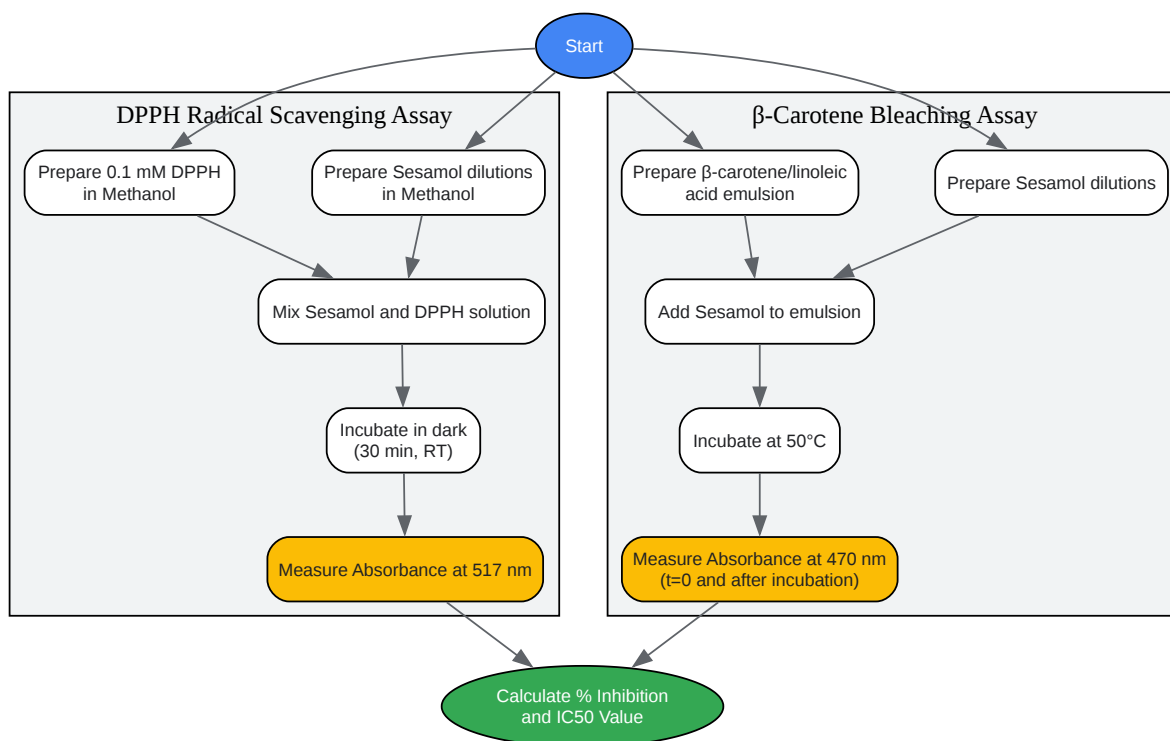 Start
DPPH Radical Scavenging Assay
Prepare 0.1 mM DPPH
in Methanol
Prepare Sesamol dilutions
in Methanol
Mix Sesamol and DPPH solution
Incubate in dark
(30 min, RT)
Measure Absorbance at 517 nm
β-Carotene Bleaching Assay
Prepare β-carotene/linoleic
acid emulsion
Prepare Sesamol dilutions
Add Sesamol to emulsion
Incubate at 50°C
Measure Absorbance at 470 nm
(t=0 and after incubation)
Calculate % Inhibition
and IC50 Value